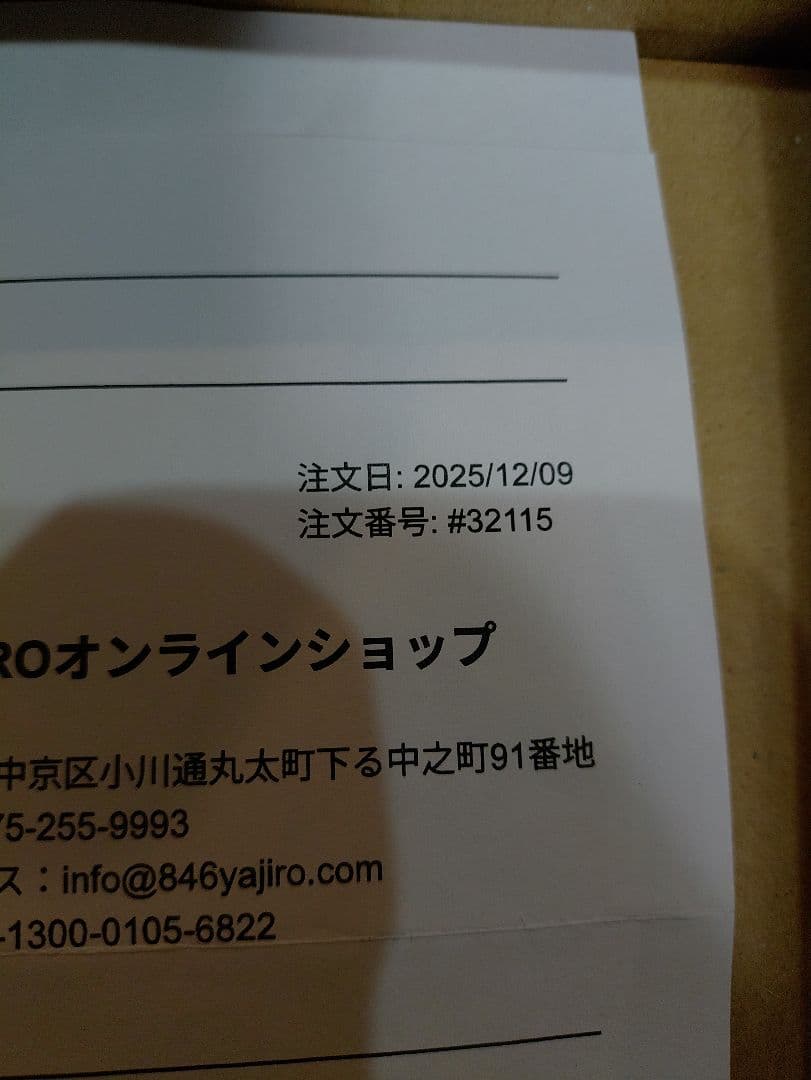 注文日: 2025/12/09
注文番号: #32115
ROオンラインショップ
中京区小川通丸太町下る中之町91番地
75-255-9993
ス：info@846yajiro.com
-1300-0105-6822